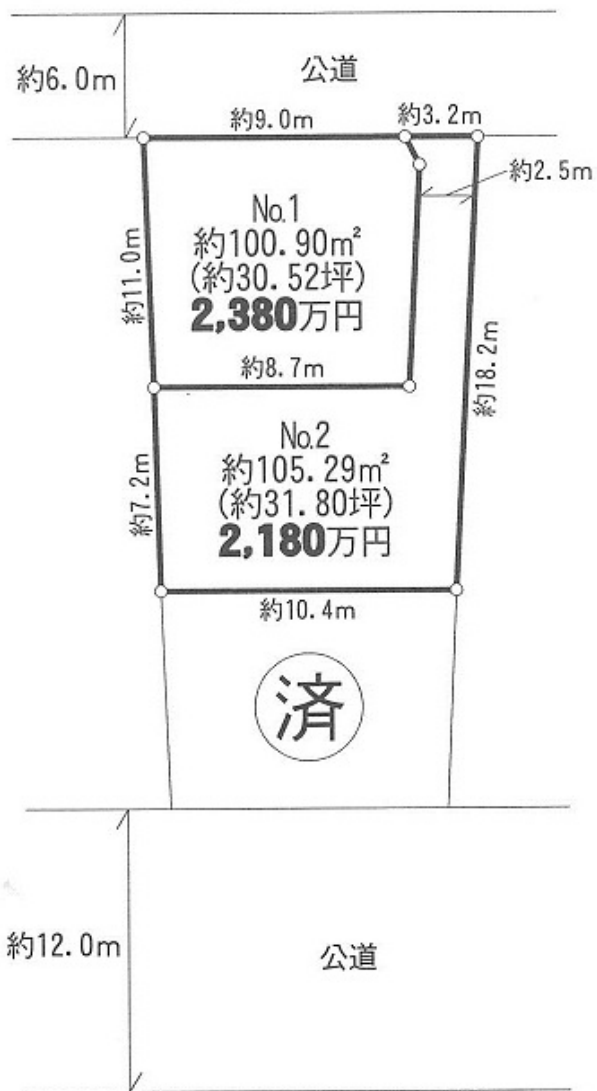 約6.0m
公道
約9.0m
約3.2m
約2.5m
No.1
約100.90m²
(約30.52坪)
2,380万円
約11.0m
約8.7m
約18.2m
No.2
約105.29m²
(約31.80坪)
2,180万円
約7.2m
約10.4m
済
約12.0m
公道